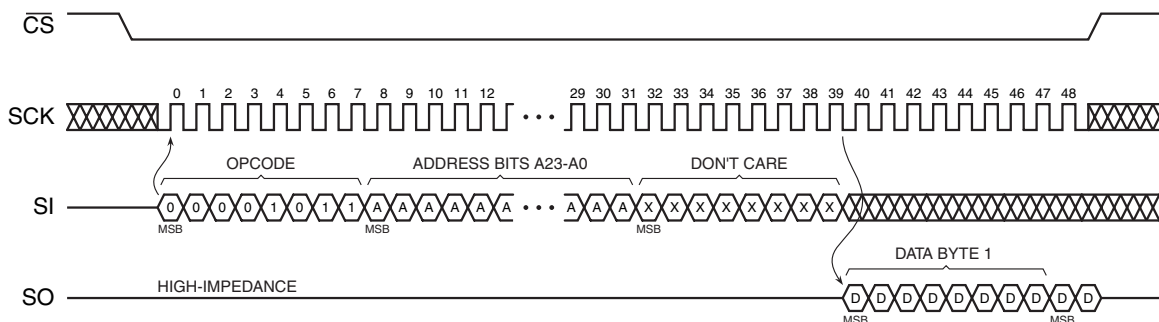 CS
SCK
0 1 2 3 4 5 6 7 8 9 10 11 12 29 30 31 32 33 34 35 36 37 38 39 40 41 42 43 44 45 46 47 48
OPCODE ADDRESS BITS A23-A0 DON'T CARE
SI
0 0 0 0 1 0 1 1 A A A A A A A A A X X X X X X X X
MSB MSB MSB
DATA BYTE 1
HIGH-IMPEDANCE
SO
D D D D D D D D D D
MSB MSB